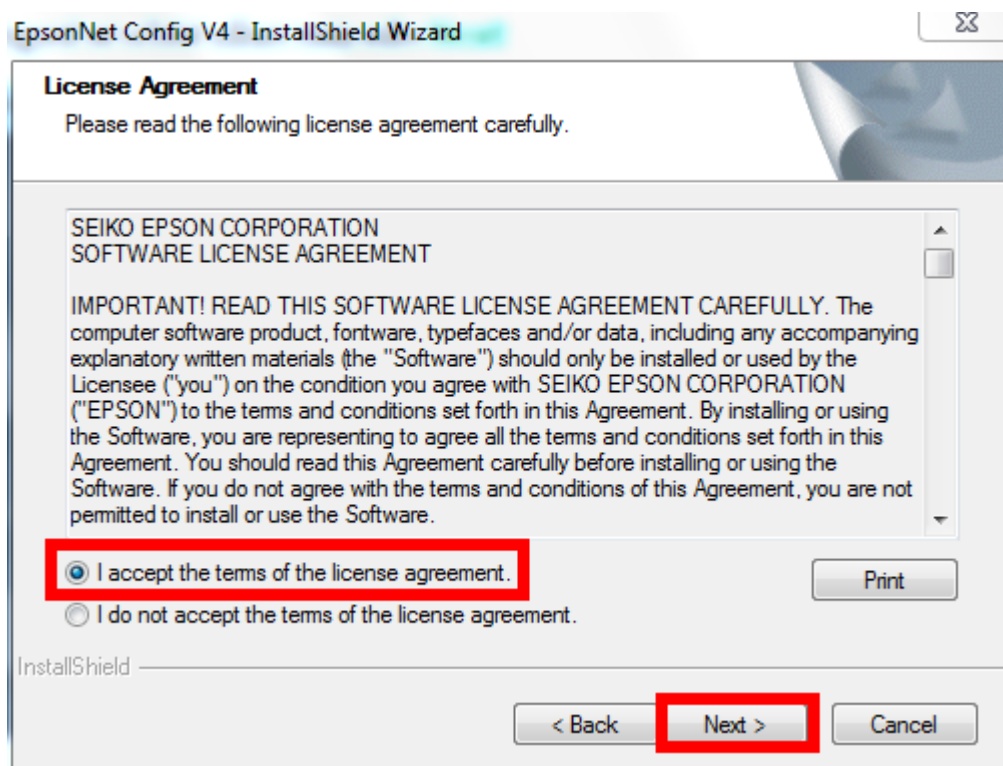 EpsonNet Config V4 - InstallShield Wizard
License Agreement
Please read the following license agreement carefully.
SEIKO EPSON CORPORATION
SOFTWARE LICENSE AGREEMENT
IMPORTANT! READ THIS SOFTWARE LICENSE AGREEMENT CAREFULLY. The
computer software product, fontware, typefaces and/or data, including any accompanying
explanatory written materials (the "Software") should only be installed or used by the
Licensee ("you") on the condition you agree with SEIKO EPSON CORPORATION
("EPSON") to the terms and conditions set forth in this Agreement. By installing or using
the Software, you are representing to agree all the terms and conditions set forth in this
Agreement. You should read this Agreement carefully before installing or using the
Software. If you do not agree with the terms and conditions of this Agreement, you are not
permitted to install or use the Software.
I accept the terms of the license agreement.
Print
I do not accept the terms of the license agreement.
InstallShield
< Back Next > Cancel